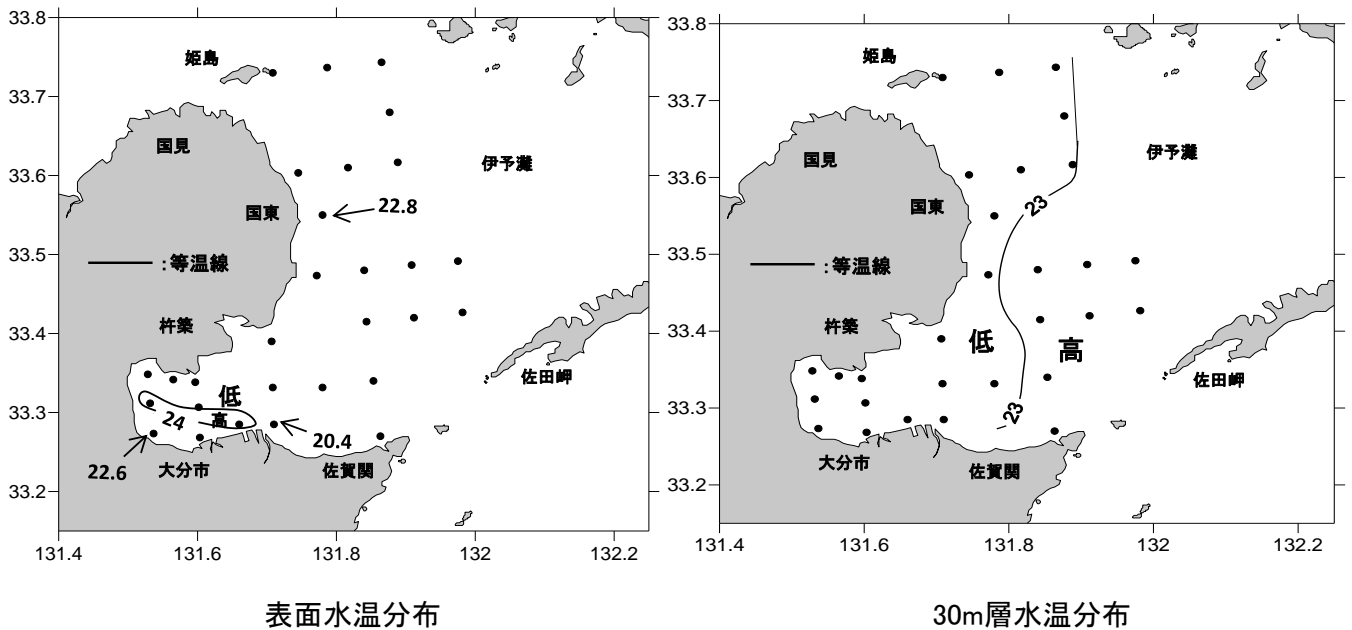 33.8
姫島
33.7
国見
伊予灘
33.6
国東
22.8
33.5
:等温線
杵築
33.4
佐田岬
低
33.3
24
高
20.4
22.6
大分市
佐賀関
33.2
131.4
131.6
131.8
132
132.2
表面水温分布
33.8
姫島
33.7
国見
伊予灘
33.6
国東
23
33.5
:等温線
杵築
33.4
低
高
佐田岬
33.3
23
大分市
佐賀関
33.2
131.4
131.6
131.8
132
132.2
30m層水温分布